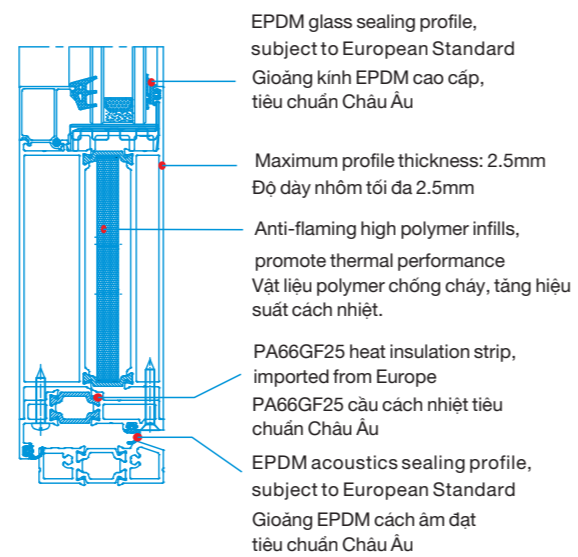 EPDM glass sealing profile,
subject to European Standard
Gioảng kính EPDM cao cấp,
tiêu chuẩn Châu Âu
Maximum profile thickness: 2.5mm
Độ dày nhôm tối đa 2.5mm
Anti-flaming high polymer infills,
promote thermal performance
Vật liệu polymer chống cháy, tăng hiệu
suất cách nhiệt.
PA66GF25 heat insulation strip,
imported from Europe
PA66GF25 cầu cách nhiệt tiêu
chuẩn Châu Âu
EPDM acoustics sealing profile,
subject to European Standard
Gioảng EPDM cách âm đạt
tiêu chuẩn Châu Âu